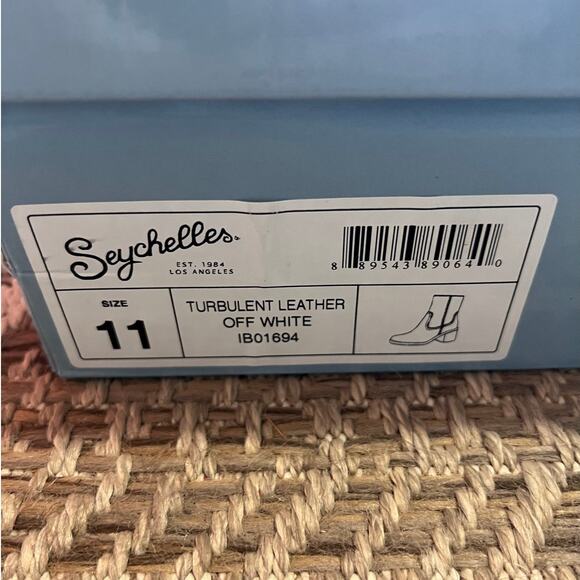 Seychelles
EST. 1984
LOS ANGELES
8 89543 89064 0
SIZE
11
TURBULENT LEATHER
OFF WHITE
IB01694